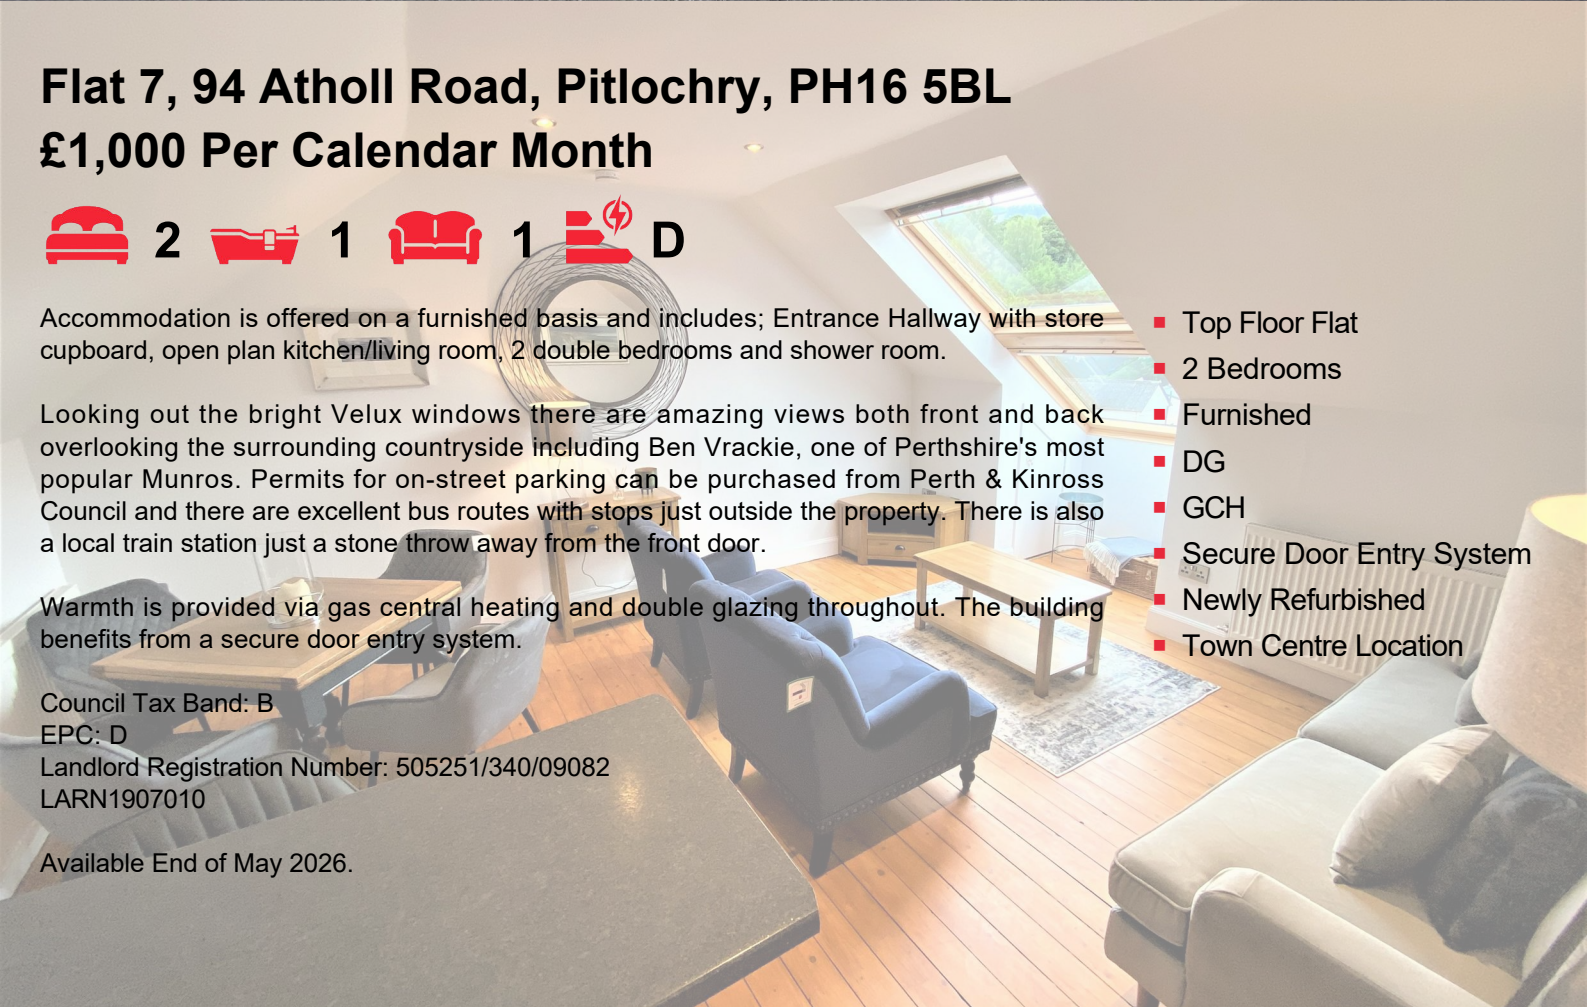 Flat 7, 94 Atholl Road, Pitlochry, PH16 5BL
£1,000 Per Calendar Month
2 1 1 D
Accommodation is offered on a furnished basis and includes; Entrance Hallway with store
cupboard, open plan kitchen/living room, 2 double bedrooms and shower room.
Looking out the bright Velux windows there are amazing views both front and back
overlooking the surrounding countryside including Ben Vrackie, one of Perthshire's most
popular Munros. Permits for on-street parking can be purchased from Perth & Kinross
Council and there are excellent bus routes with stops just outside the property. There is also
a local train station just a stone throw away from the front door.
Warmth is provided via gas central heating and double glazing throughout. The building
benefits from a secure door entry system.
Council Tax Band: B
EPC: D
Landlord Registration Number: 505251/340/09082
LARN1907010
Available End of May 2026.
Top Floor Flat
2 Bedrooms
Furnished
DG
GCH
Secure Door Entry System
Newly Refurbished
Town Centre Location